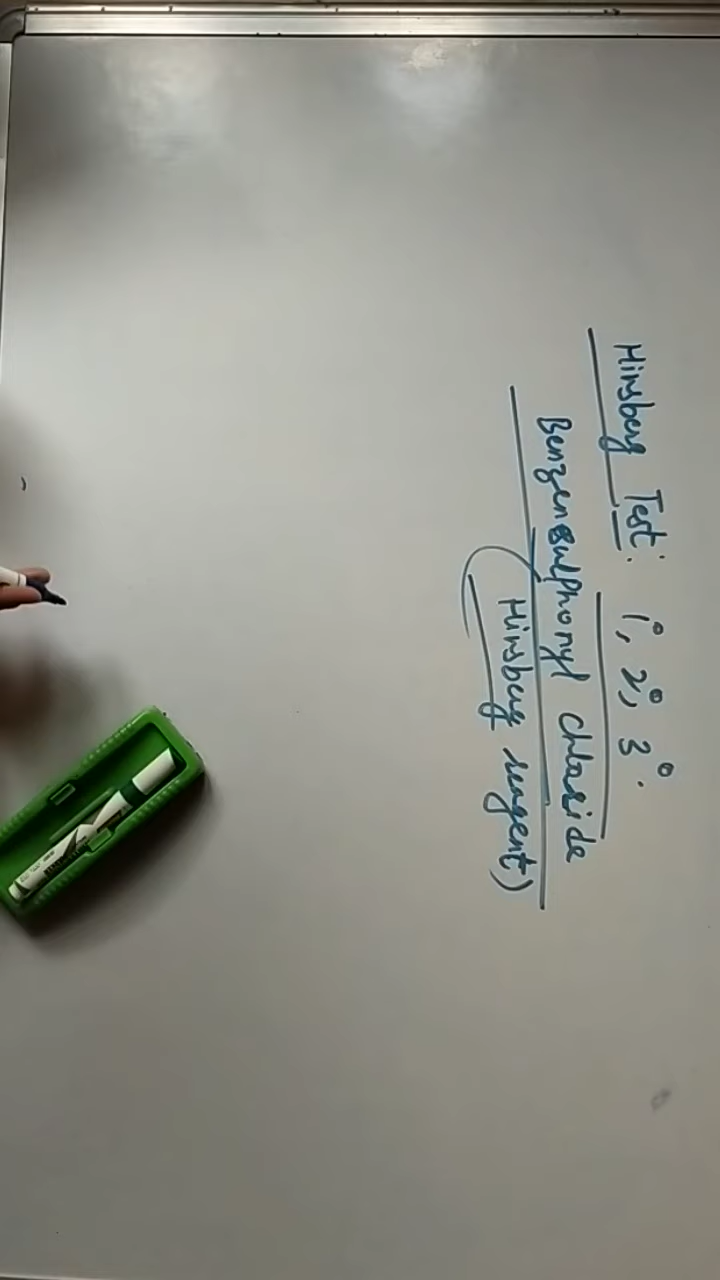 Hinsberg Test: 1°, 2°, 3°.
Benzenesulphonyl chloride
(Hinsberg reagent)